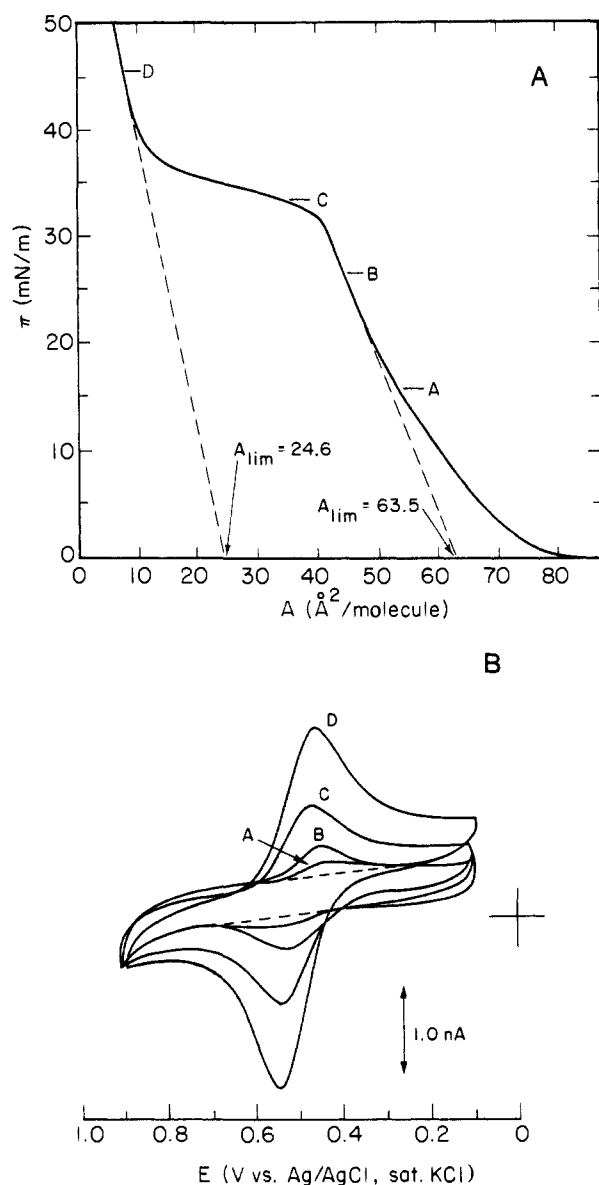 A
50
40
30
20
10
0
π (mN/m)
D
C
B
A
A lim = 24.6
A lim = 63.5
0 10 20 30 40 50 60 70 80
A (Å²/molecule)
B
D
C
A
B
1.0 nA
1.0 0.8 0.6 0.4 0.2 0
E (V vs. Ag/AgCl, sat. KCl)